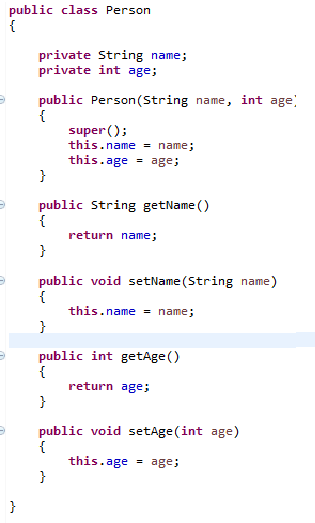 public class Person
{
private String name;
private int age;
public Person(String name, int age)
{
super();
this.name = name;
this.age = age;
}
public String getName()
{
return name;
}
public void setName(String name)
{
this.name = name;
}
public int getAge()
{
return age;
}
public void setAge(int age)
{
this.age = age;
}
}